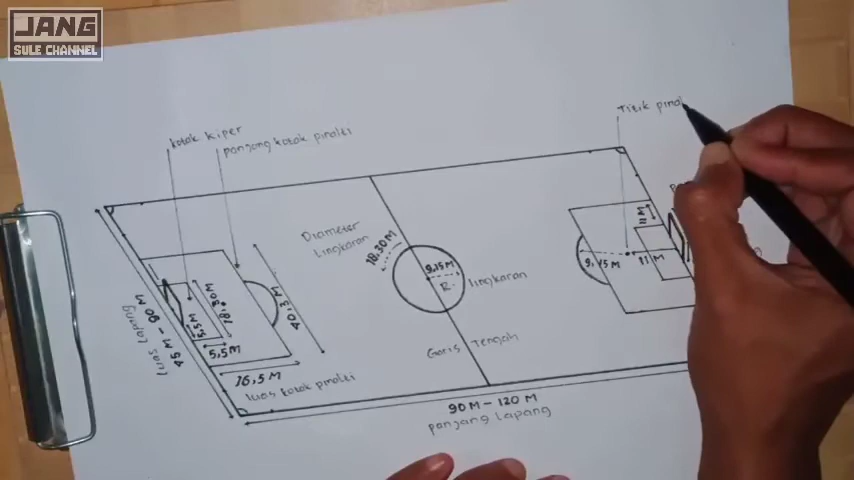 JANG
SULE CHANNEL
kotak kiper
panjang kotak pinalti
Titik pinal
Diameter
Lingkaran
18.30 M
9,15 M
R. lingkaran
Garis Tengah
9,15 M
11 M
40,3 M
18,30 M
5,5 M
5,5 M
16,5 M
luas kotak pinalti
45 M - 90 M
luas lapang
90 M - 120 M
panjang lapang